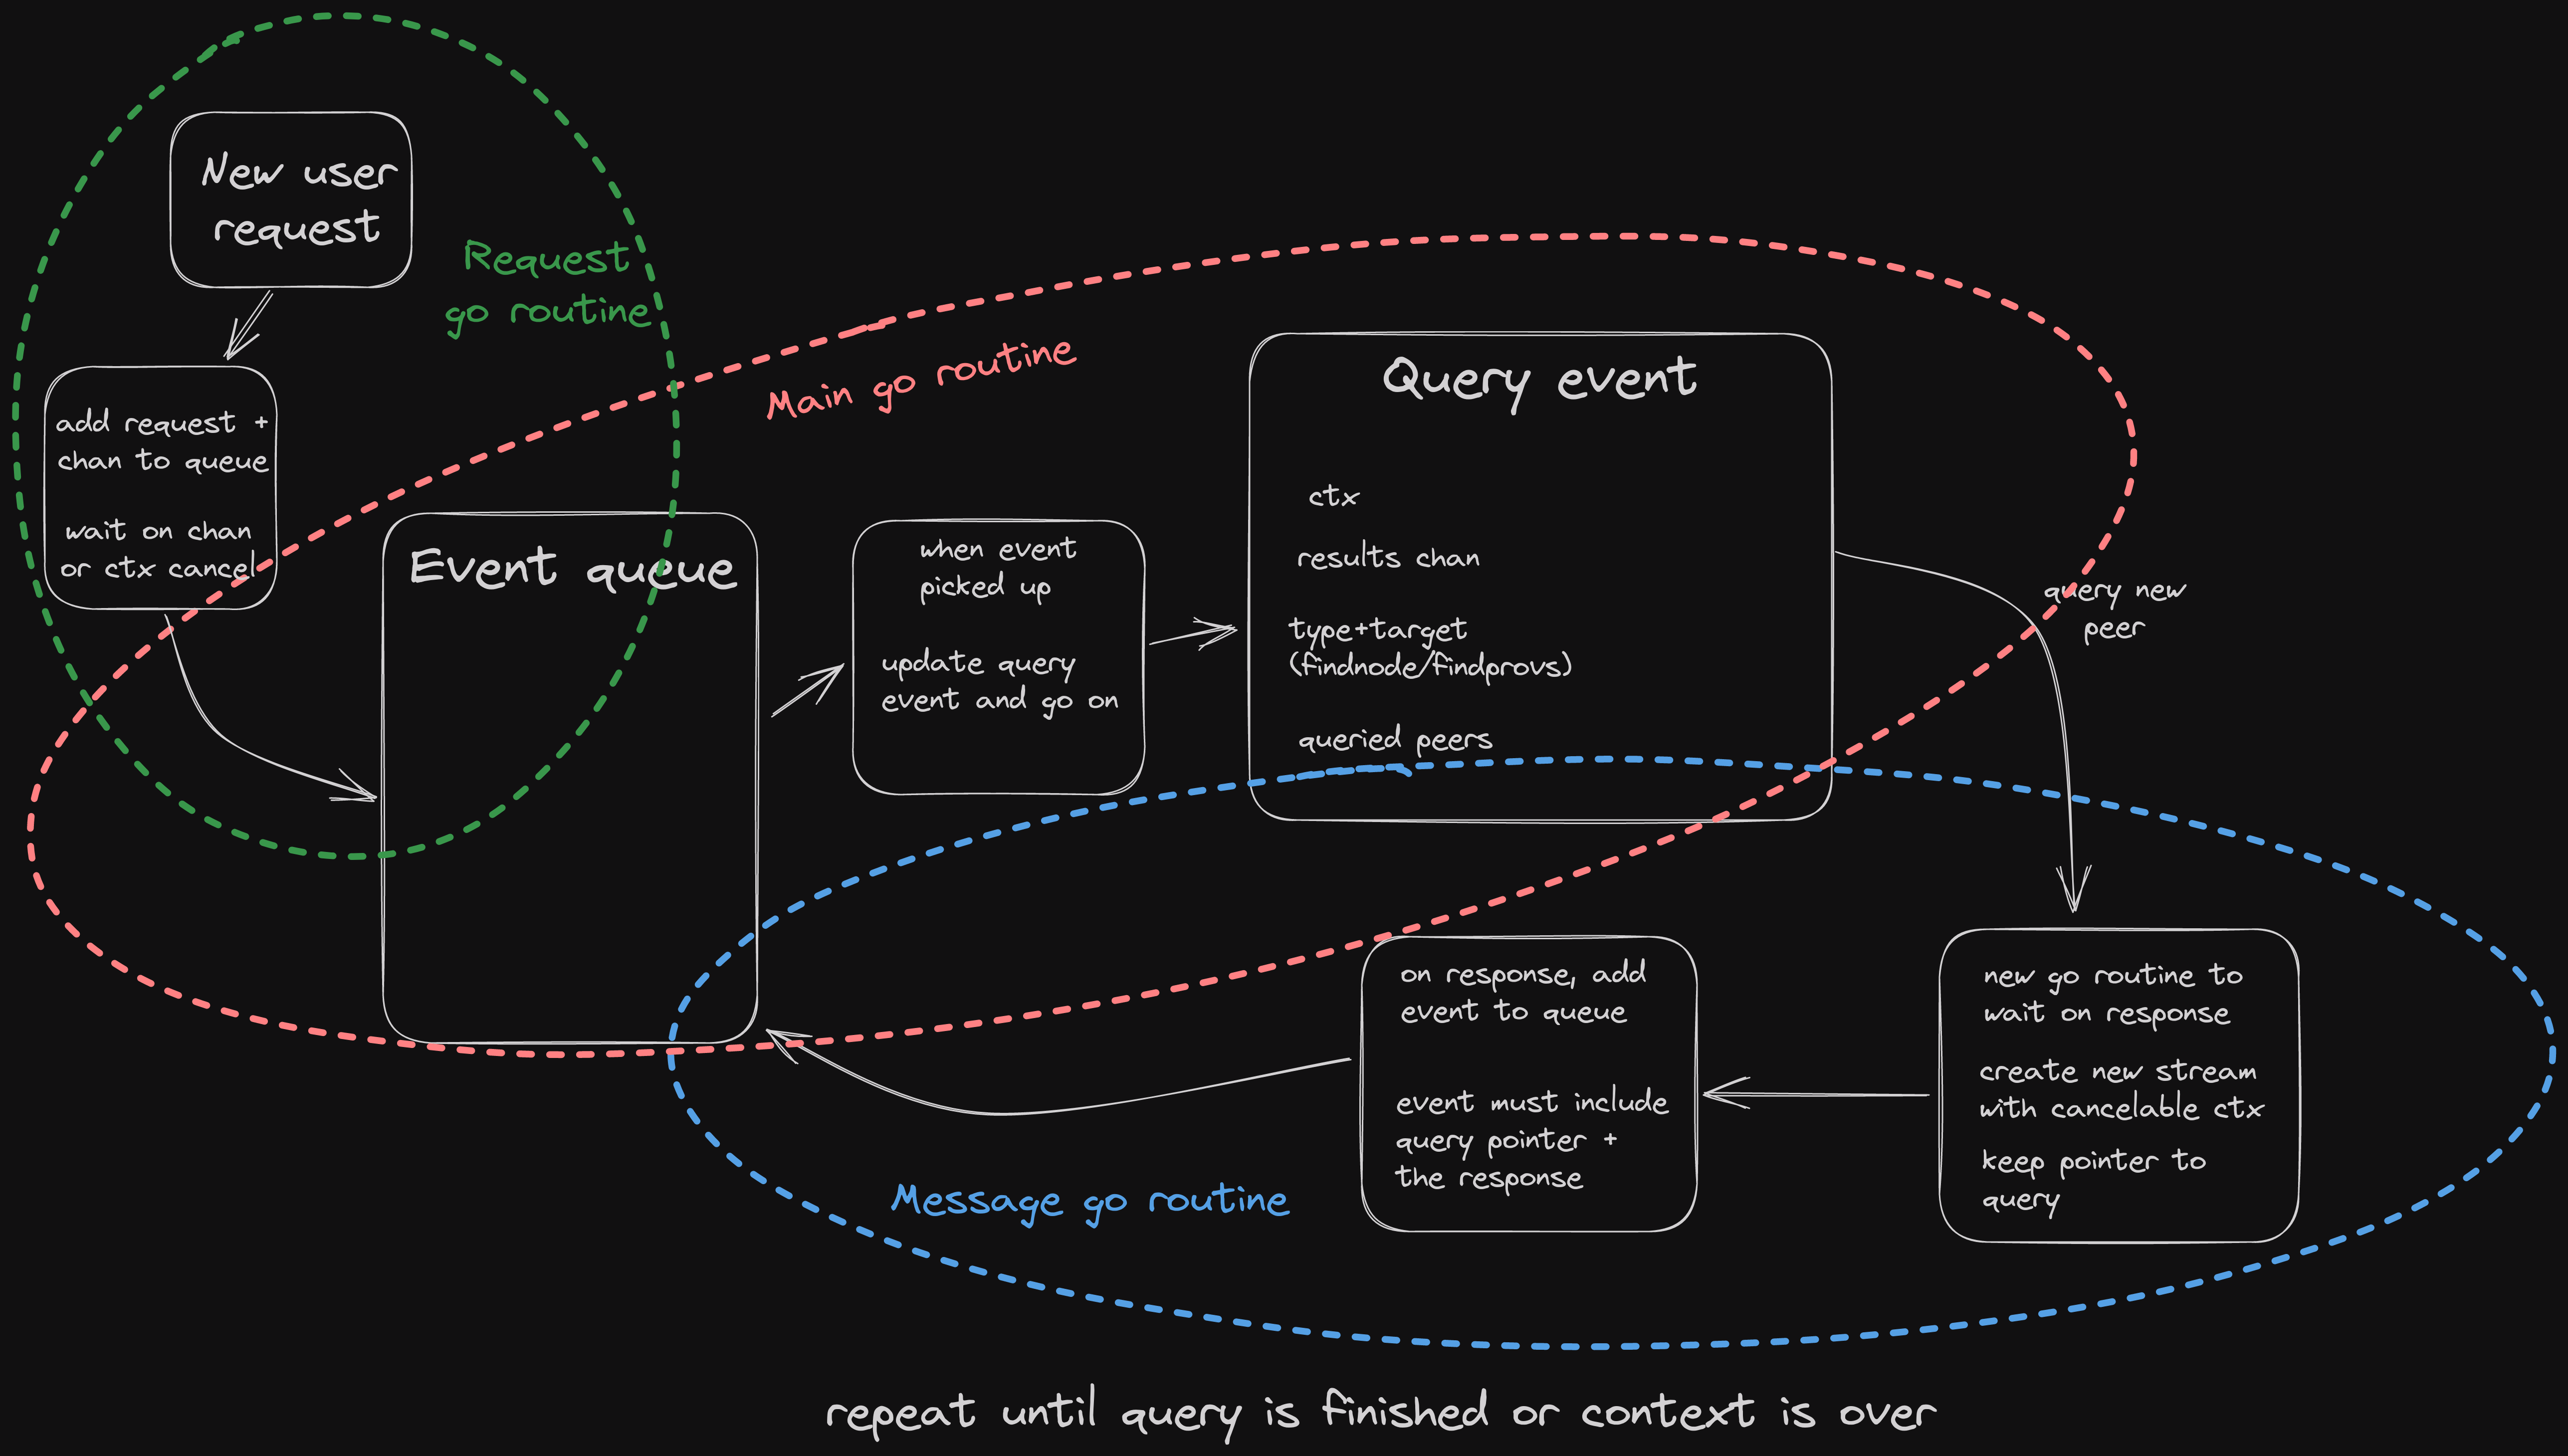 New user
request
Request
go routine
add request +
chan to queue
wait on chan
or ctx cancel
Main go routine
Event queue
when event
picked up
update query
event and go on
Query event
ctx
results chan
type+target
(findnode/findprovs)
queried peers
query new
peer
new go routine to
wait on response
create new stream
with cancelable ctx
keep pointer to
query
on response, add
event to queue
event must include
query pointer +
the response
Message go routine
repeat until query is finished or context is over